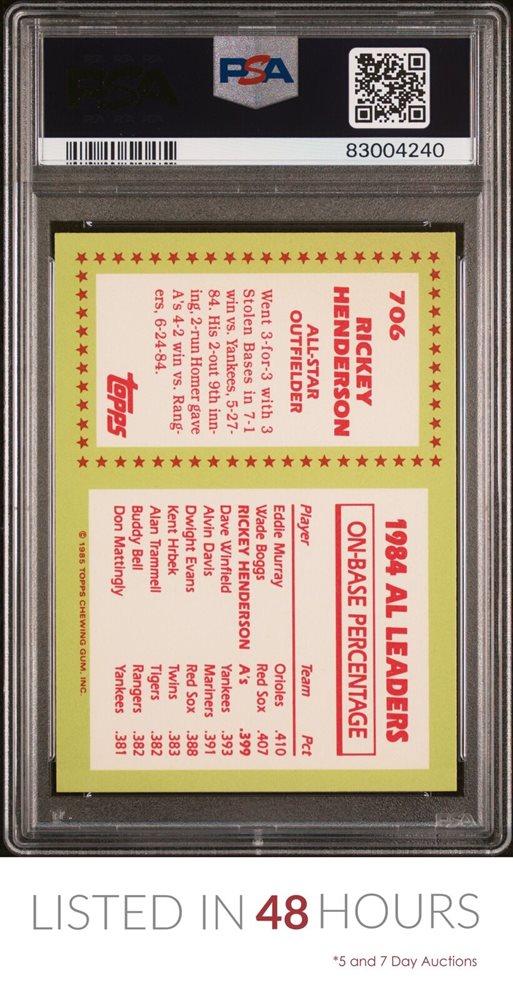 PSA
PSA
83004240
706
RICKEY
HENDERSON
ALL-STAR
OUTFIELDER
Went 3-for-3 with 3
Stolen Bases in 7-1
win vs. Yankees, 5-27-
84. His 2-out 9th inn-
ing, 2-run Homer gave
A's 4-2 win vs. Rang-
ers, 6-24-84.
topps
1984 AL LEADERS
ON-BASE PERCENTAGE
Player Team Pct
Eddie Murray Orioles .410
Wade Boggs Red Sox .407
RICKEY HENDERSON A's .399
Dave Winfield Yankees .393
Alvin Davis Mariners .391
Dwight Evans Red Sox .388
Kent Hrbek Twins .383
Alan Trammell Tigers .382
Buddy Bell Rangers .382
Don Mattingly Yankees .381
© 1985 TOPPS CHEWING GUM, INC.
PSA
LISTED IN 48 HOURS
*5 and 7 Day Auctions